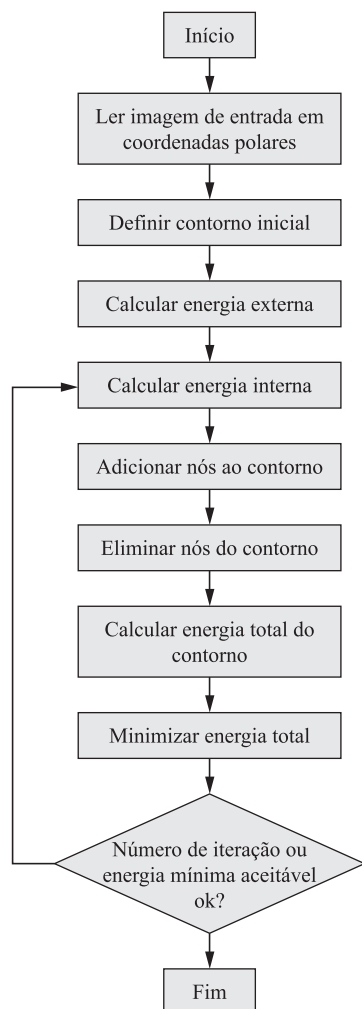 Início
Ler imagem de entrada em
coordenadas polares
Definir contorno inicial
Calcular energia externa
Calcular energia interna
Adicionar nós ao contorno
Eliminar nós do contorno
Calcular energia total do
contorno
Minimizar energia total
Número de iteração ou
energia mínima aceitável
ok?
Fim